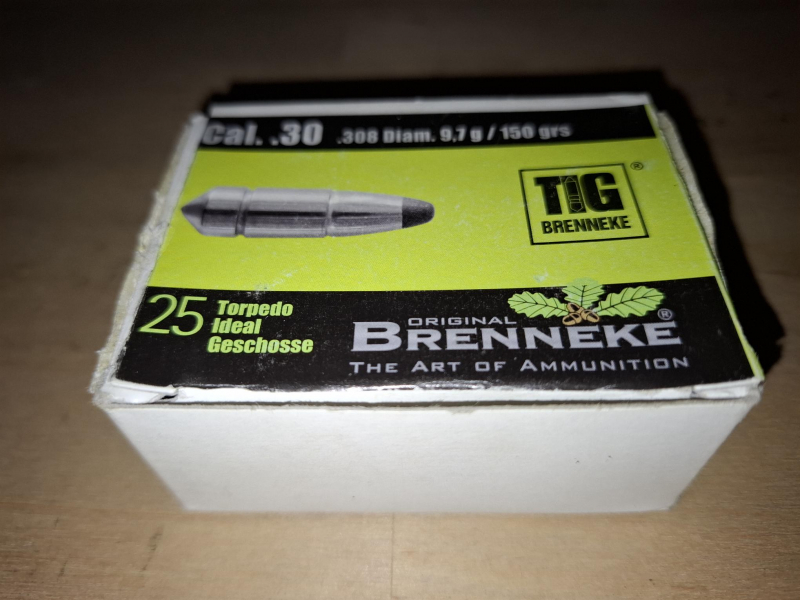 Cal. .30 .308 Diam. 9,7 g / 150 grs
TIG®
BRENNEKE
25 Torpedo
Ideal
Geschosse
ORIGINAL
BRENNEKE®
THE ART OF AMMUNITION